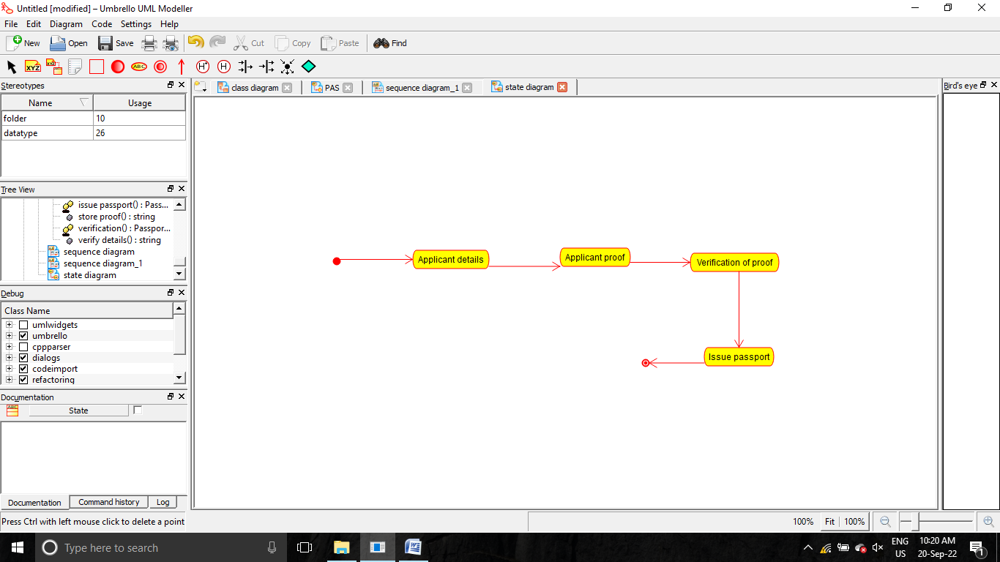 Untitled [modified] – Umbrello UML Modeller
File Edit Diagram Code Settings Help
New Open Save Cut Copy Paste Find
XYZ XYZ ABC H* H
Stereotypes
Name Usage
folder 10
datatype 26
class diagram PAS sequence diagram_1 state diagram
Bird's eye
Tree View
issue passport() : Pass...
store proof() : string
verification() : Passpor...
verify details() : string
sequence diagram
sequence diagram_1
state diagram
Applicant details
Applicant proof
Verification of proof
Issue passport
Debug
Class Name
umlwidgets
umbrello
cppparser
dialogs
codeimport
refactoring
Documentation
State
Documentation Command history Log
Press Ctrl with left mouse click to delete a point
100% Fit 100%
Type here to search
ENG
US
10:20 AM
20-Sep-22
1